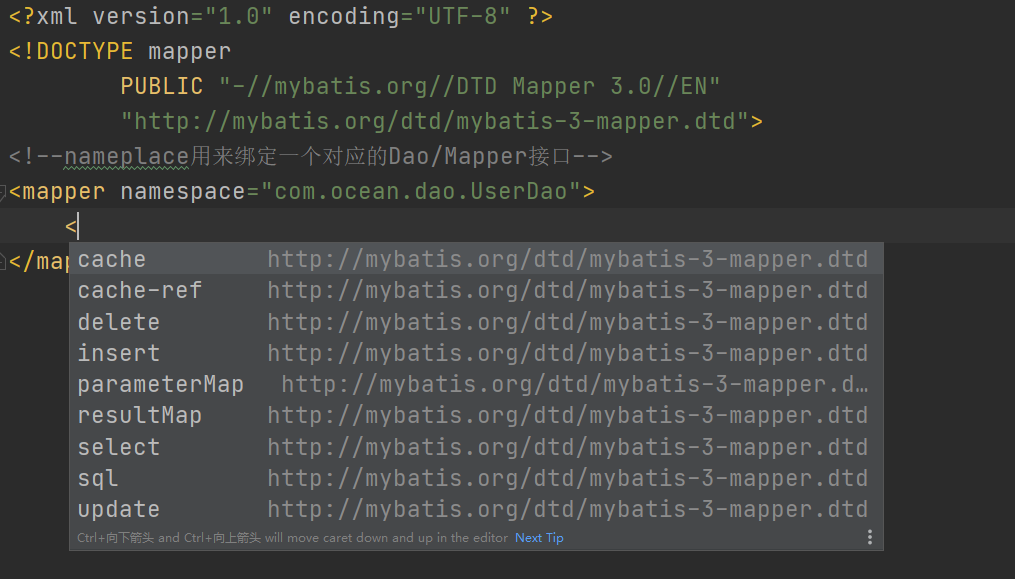 <?xml version="1.0" encoding="UTF-8" ?>
<!DOCTYPE mapper
PUBLIC "-//mybatis.org//DTD Mapper 3.0//EN"
"http://mybatis.org/dtd/mybatis-3-mapper.dtd">
<!--nameplace用来绑定一个对应的Dao/Mapper接口-->
<mapper namespace="com.ocean.dao.UserDao">
<
</map
cache http://mybatis.org/dtd/mybatis-3-mapper.dtd
cache-ref http://mybatis.org/dtd/mybatis-3-mapper.dtd
delete http://mybatis.org/dtd/mybatis-3-mapper.dtd
insert http://mybatis.org/dtd/mybatis-3-mapper.dtd
parameterMap http://mybatis.org/dtd/mybatis-3-mapper.d…
resultMap http://mybatis.org/dtd/mybatis-3-mapper.dtd
select http://mybatis.org/dtd/mybatis-3-mapper.dtd
sql http://mybatis.org/dtd/mybatis-3-mapper.dtd
update http://mybatis.org/dtd/mybatis-3-mapper.dtd
Ctrl+向下箭头 and Ctrl+向上箭头 will move caret down and up in the editor Next Tip